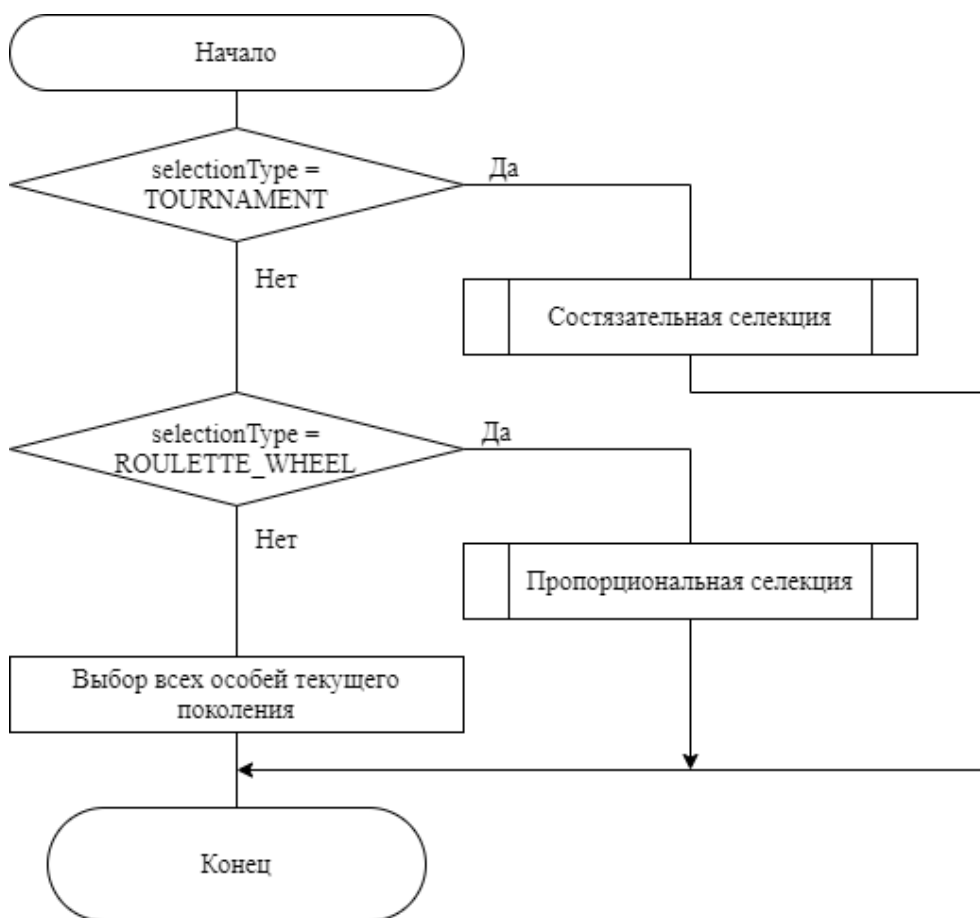 Начало
selectionType =
TOURNAMENT
Да
Нет
Состязательная селекция
selectionType =
ROULETTE_WHEEL
Да
Нет
Пропорциональная селекция
Выбор всех особей текущего
поколения
Конец